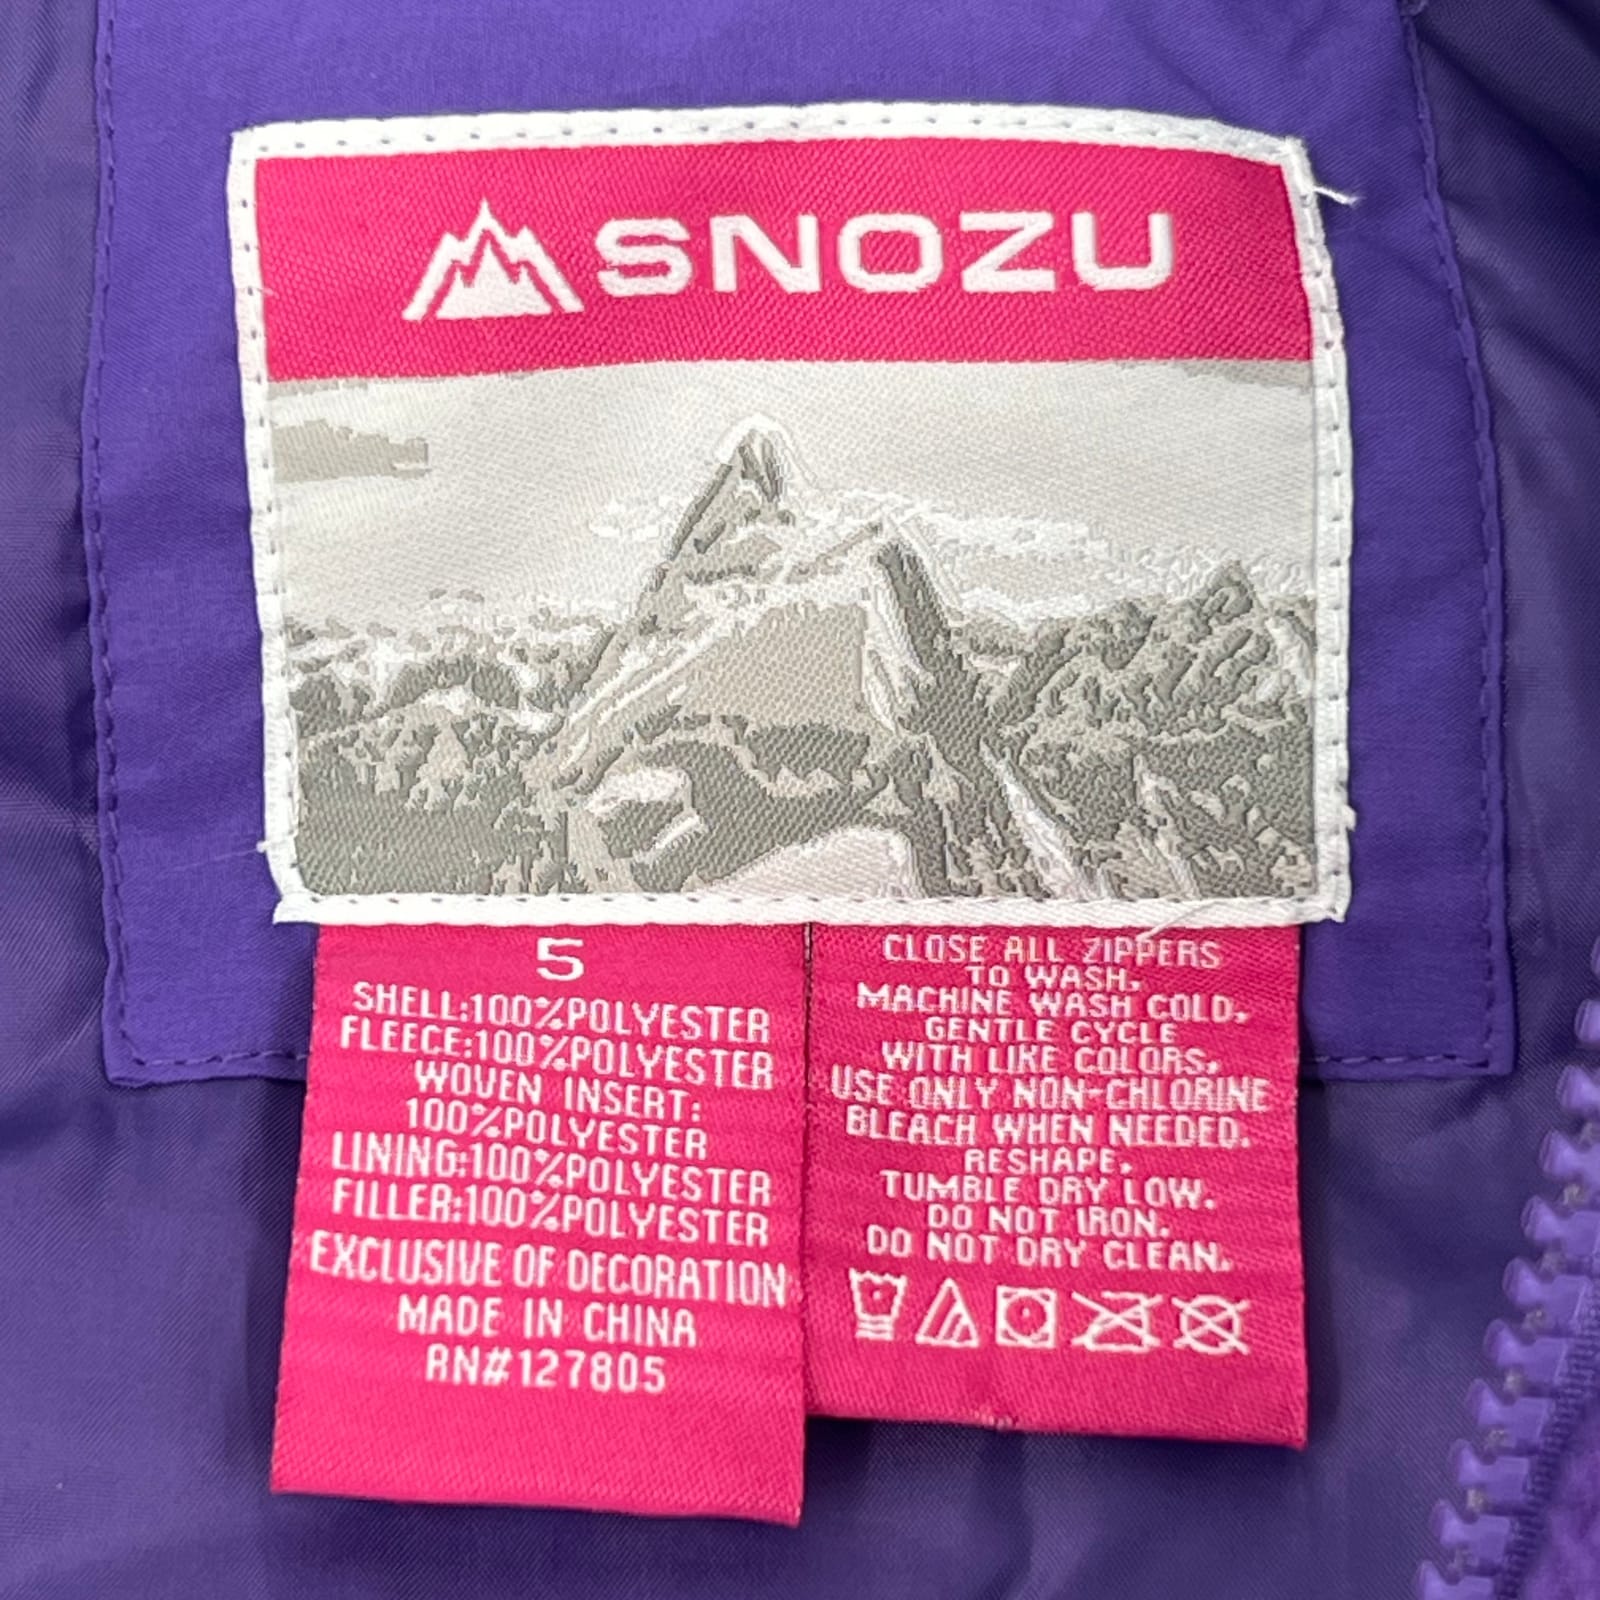 SNOZU
5
SHELL:100%POLYESTER
FLEECE:100%POLYESTER
WOVEN INSERT:
100%POLYESTER
LINING:100%POLYESTER
FILLER:100%POLYESTER
EXCLUSIVE OF DECORATION
MADE IN CHINA
RN#127805
CLOSE ALL ZIPPERS
TO WASH.
MACHINE WASH COLD.
GENTLE CYCLE
WITH LIKE COLORS.
USE ONLY NON-CHLORINE
BLEACH WHEN NEEDED.
RESHAPE.
TUMBLE DRY LOW.
DO NOT IRON.
DO NOT DRY CLEAN.